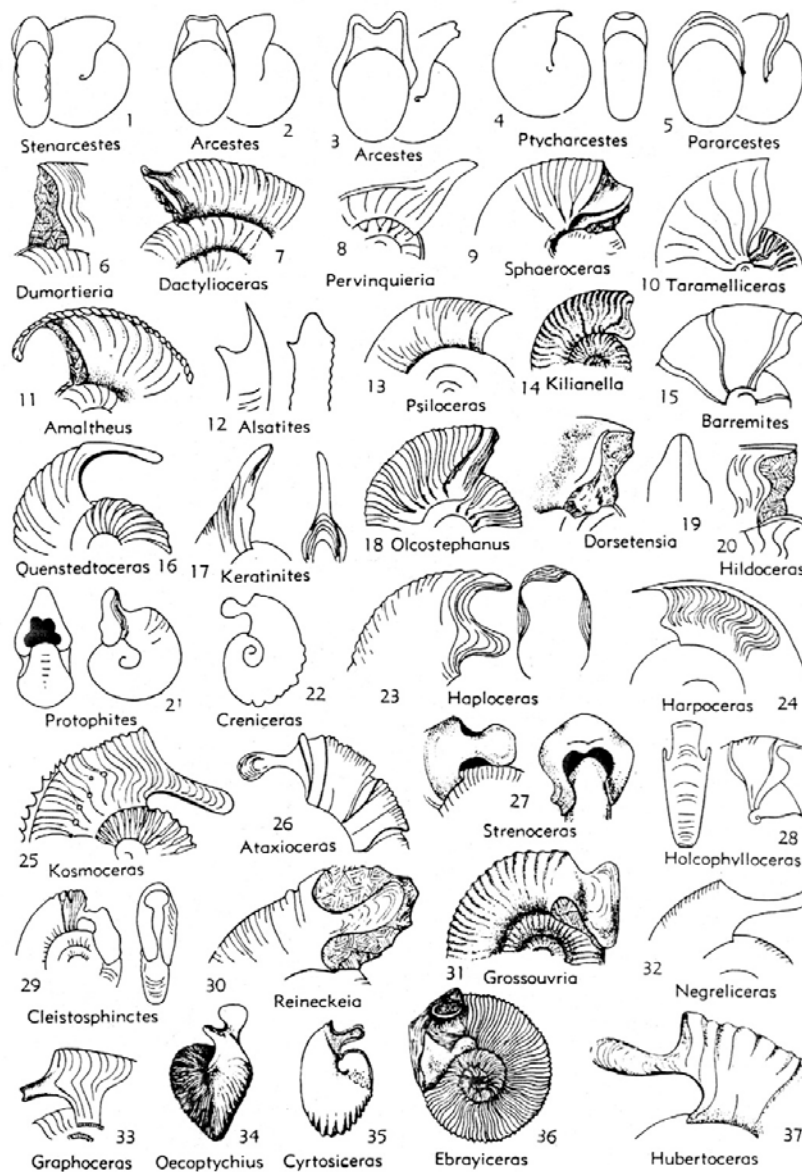 1 2 3 4 5
Stenarcestes Arcestes Arcestes Ptycharcestes Pararcestes
6 7 8 9 10
Dumortieria Dactylioceras Pervinquieria Sphaeroceras Taramelliceras
11 12 13 14 15
Amaltheus Alsatites Psiloceras Kilianella Barremites
16 17 18 19 20
Quenstedtoceras Keratinites Olcostephanus Dorsetensia Hildoceras
21 22 23 24
Protophites Creniceras Haploceras Harpoceras
25 26 27 28
Kosmoceras Ataxioceras Strenoceras Holcophylloceras
29 30 31 32
Cleistosphinctes Reineckeia Grossouvria Negreliceras
33 34 35 36 37
Graphoceras Oecoptychius Cyrtosiceras Ebrayiceras Hubertoceras